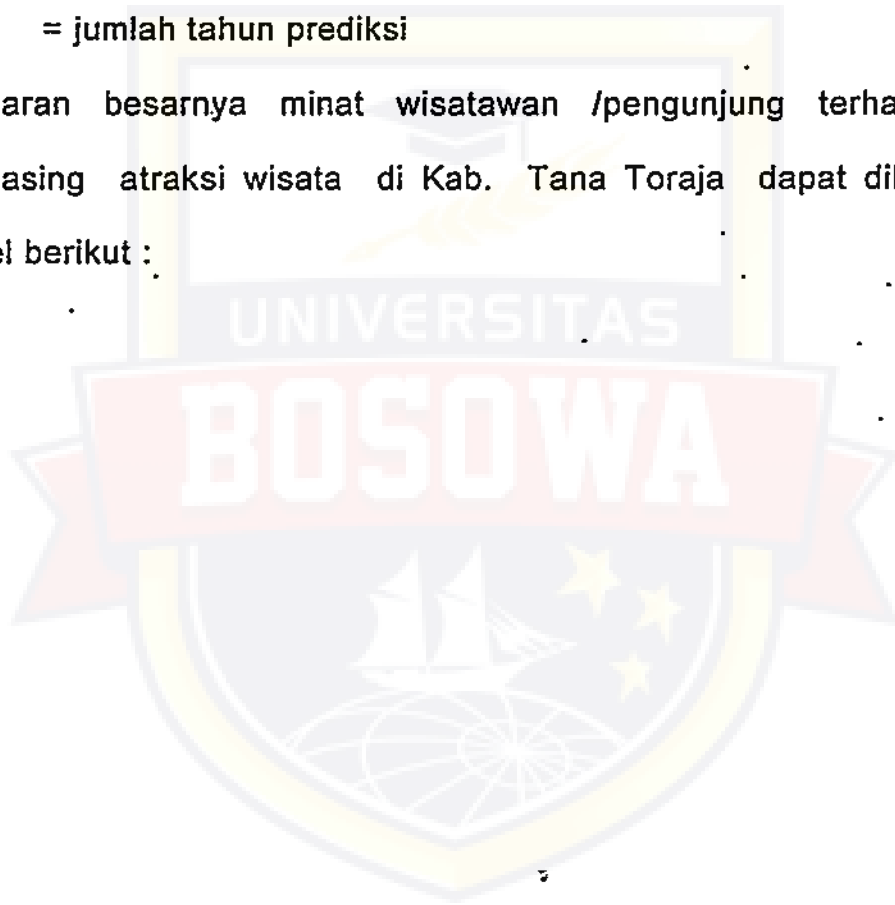 = jumlah tahun prediksi
aran besarnya minat wisatawan /pengunjung terha
asing atraksi wisata di Kab. Tana Toraja dapat dil
el berikut :
UNIVERSITAS
BOSOWA